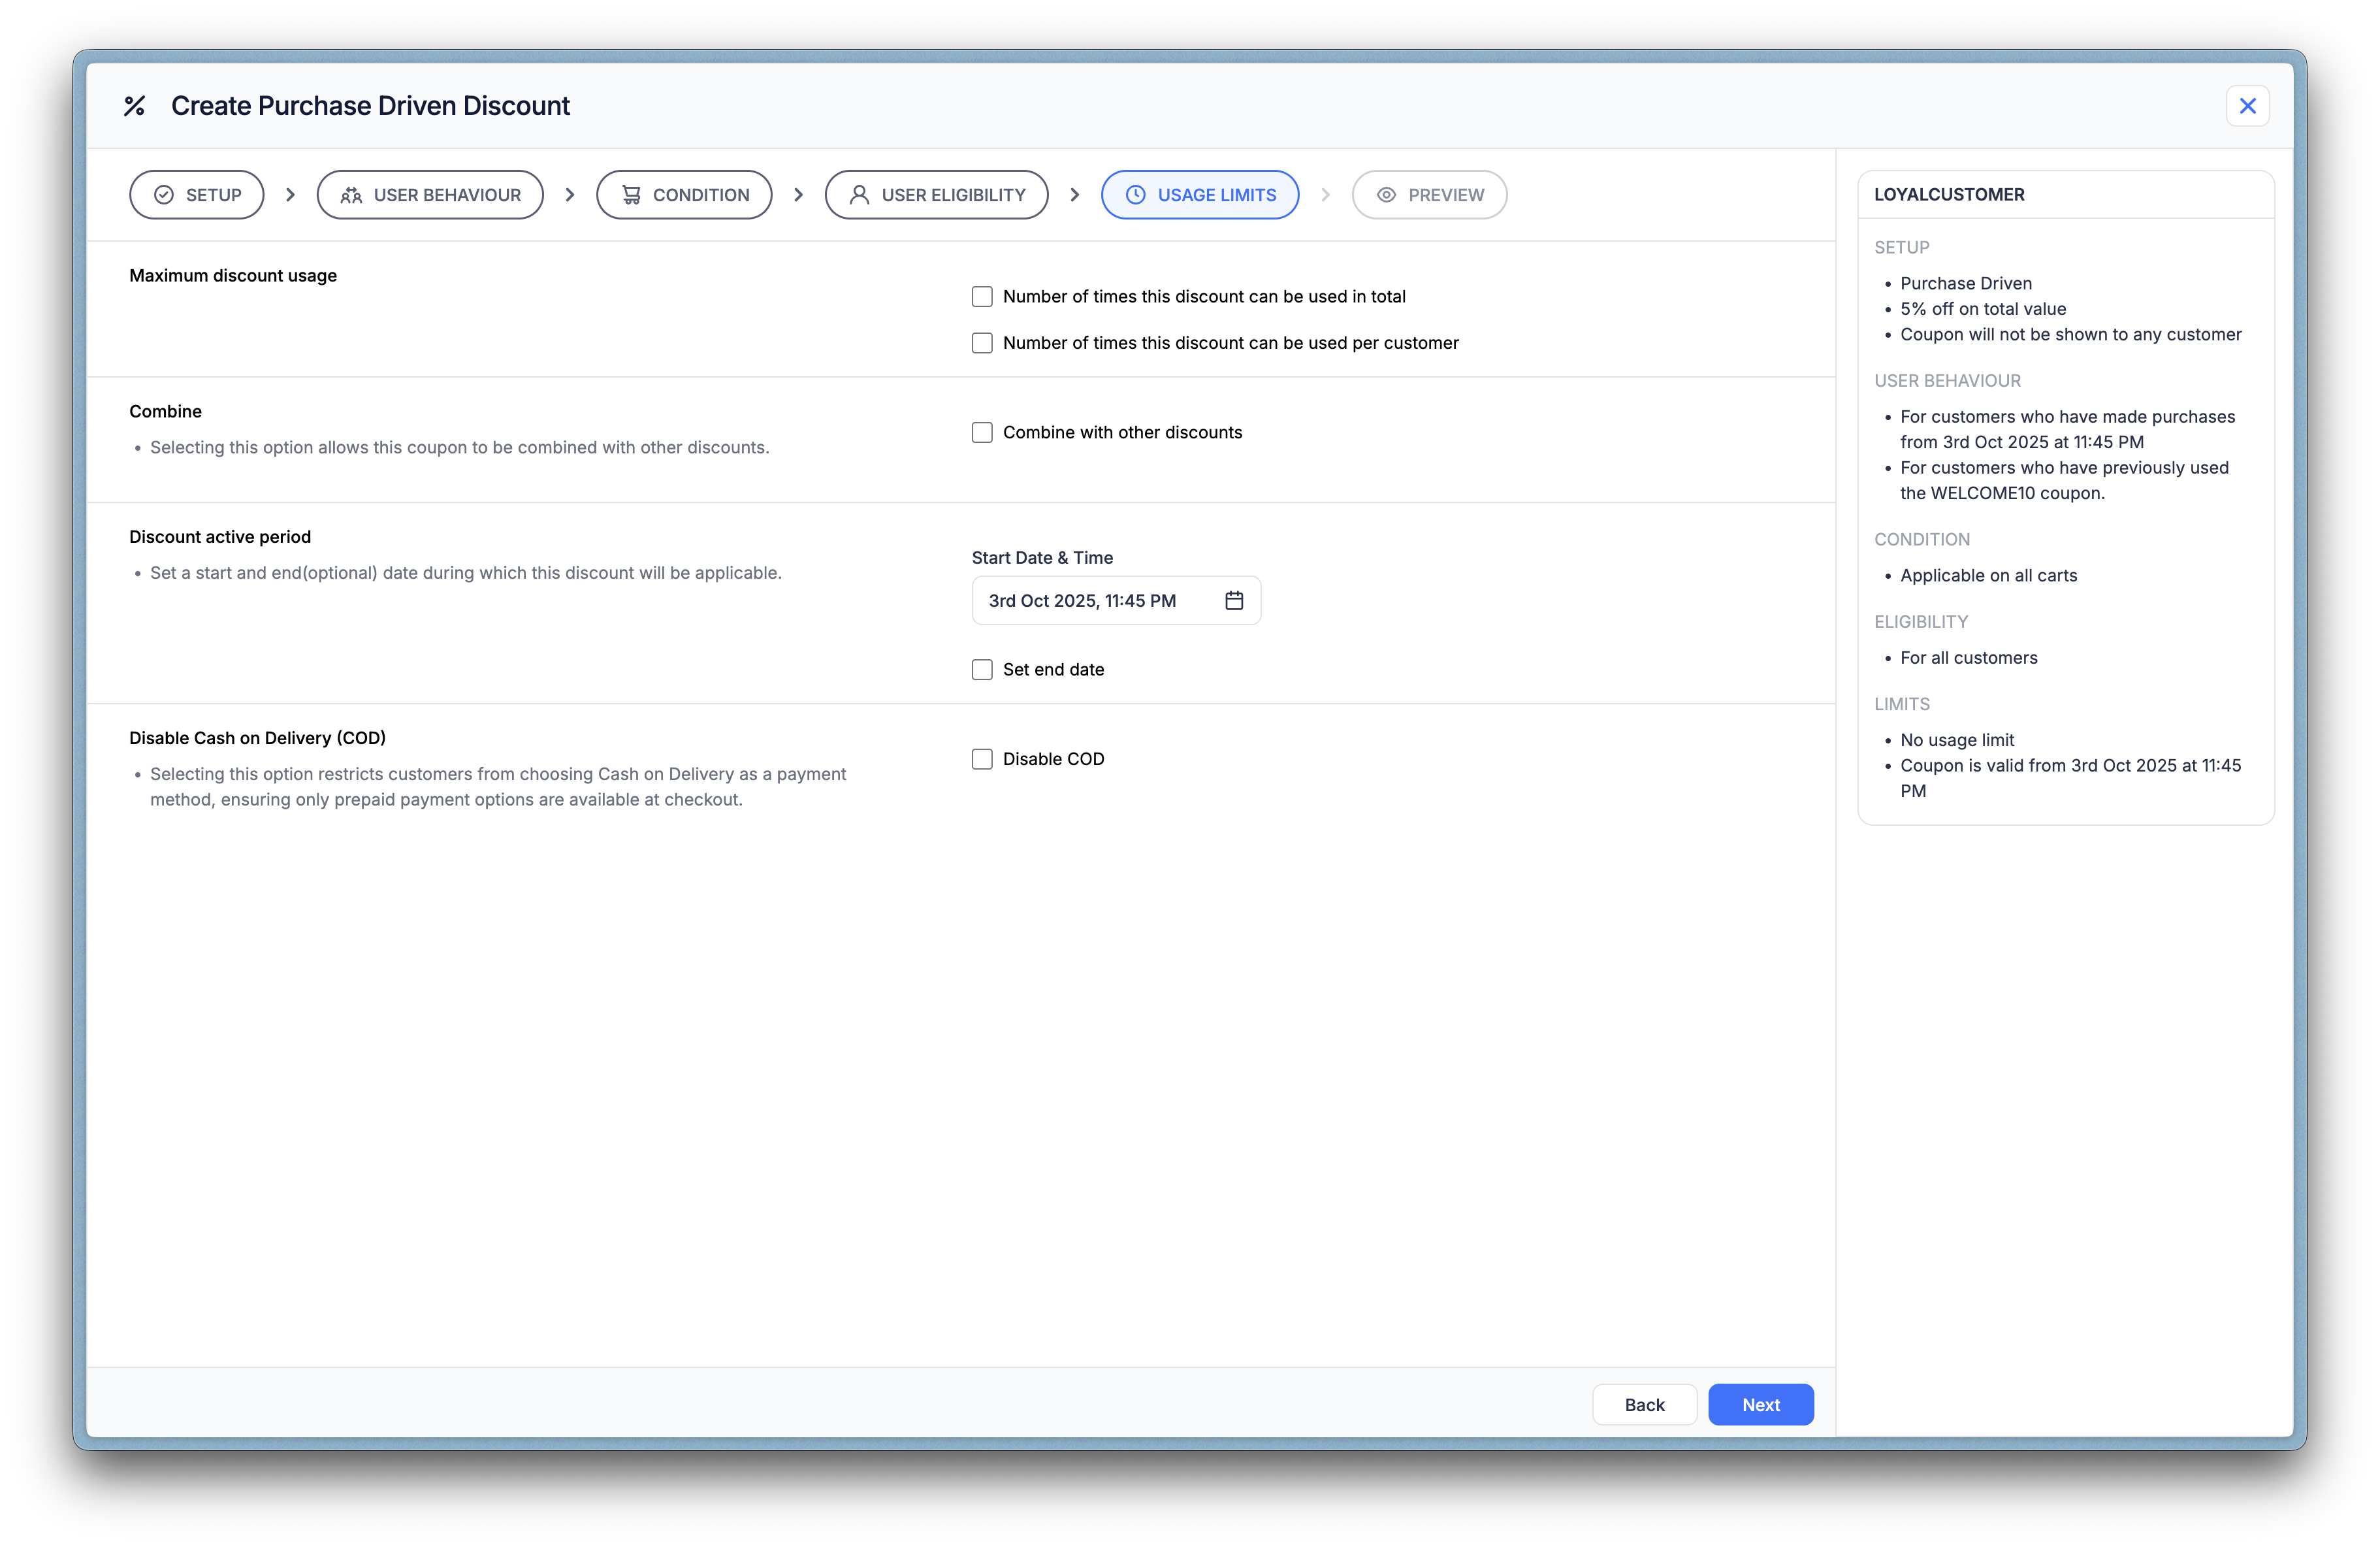 Create Purchase Driven Discount
SETUP
USER BEHAVIOUR
CONDITION
USER ELIGIBILITY
USAGE LIMITS
PREVIEW
Maximum discount usage
Number of times this discount can be used in total
Number of times this discount can be used per customer
Combine
• Selecting this option allows this coupon to be combined with other discounts.
Combine with other discounts
Discount active period
• Set a start and end(optional) date during which this discount will be applicable.
Start Date & Time
3rd Oct 2025, 11:45 PM
Set end date
Disable Cash on Delivery (COD)
• Selecting this option restricts customers from choosing Cash on Delivery as a payment
method, ensuring only prepaid payment options are available at checkout.
Disable COD
Back
Next
LOYALCUSTOMER
SETUP
• Purchase Driven
• 5% off on total value
• Coupon will not be shown to any customer
USER BEHAVIOUR
• For customers who have made purchases
from 3rd Oct 2025 at 11:45 PM
• For customers who have previously used
the WELCOME10 coupon.
CONDITION
• Applicable on all carts
ELIGIBILITY
• For all customers
LIMITS
• No usage limit
• Coupon is valid from 3rd Oct 2025 at 11:45
PM